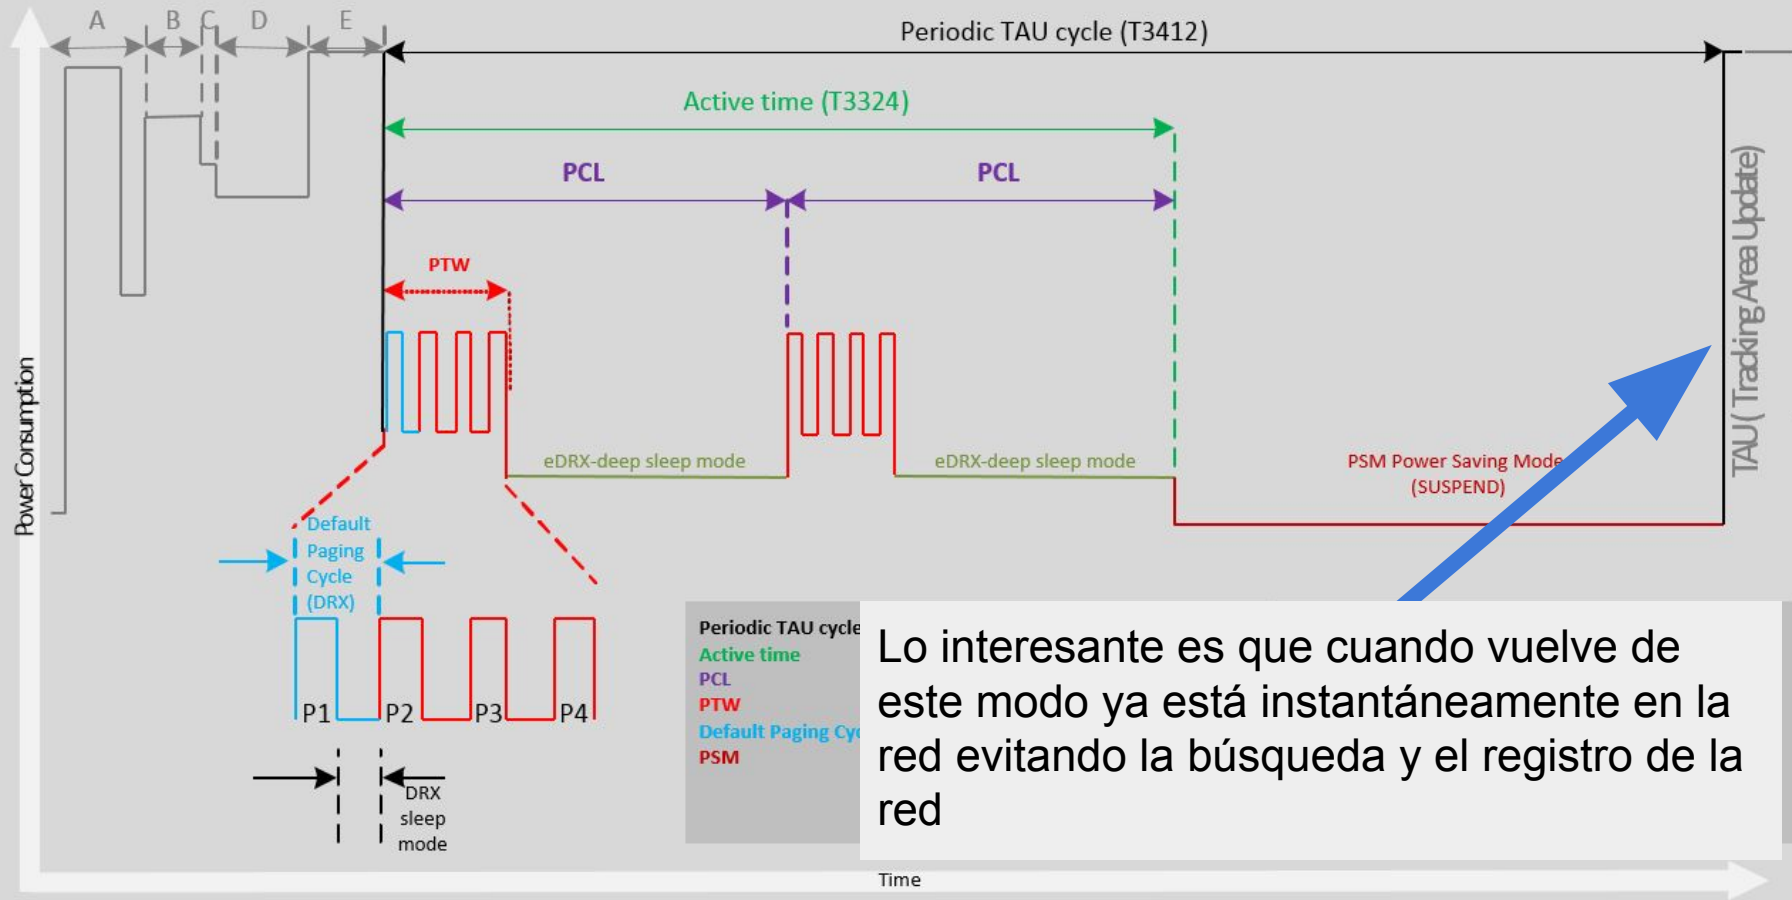 A B C D E
Periodic TAU cycle (T3412)
Active time (T3324)
PCL PCL
PTW
eDRX-deep sleep mode eDRX-deep sleep mode
PSM Power Saving Mode
(SUSPEND)
TAU( Tracking Area Update)
Power Consumption
Default
Paging
Cycle
(DRX)
P1 P2 P3 P4
DRX
sleep
mode
Periodic TAU cycle
Active time
PCL
PTW
Default Paging
PSM
Lo interesante es que cuando vuelve de
este modo ya está instantáneamente en la
red evitando la búsqueda y el registro de la
red
Time